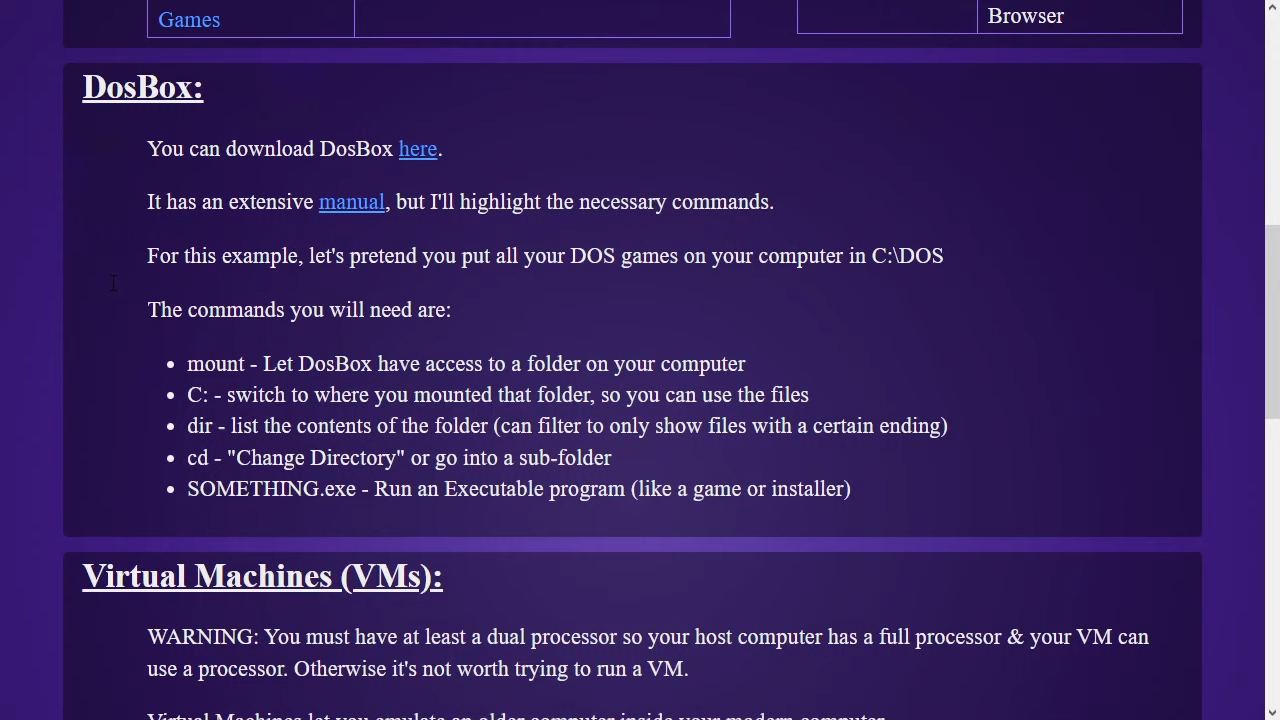 Games
Browser
DosBox:
You can download DosBox here.
It has an extensive manual, but I'll highlight the necessary commands.
For this example, let's pretend you put all your DOS games on your computer in C:\DOS
The commands you will need are:
• mount - Let DosBox have access to a folder on your computer
• C: - switch to where you mounted that folder, so you can use the files
• dir - list the contents of the folder (can filter to only show files with a certain ending)
• cd - "Change Directory" or go into a sub-folder
• SOMETHING.exe - Run an Executable program (like a game or installer)
Virtual Machines (VMs):
WARNING: You must have at least a dual processor so your host computer has a full processor & your VM can
use a processor. Otherwise it's not worth trying to run a VM.
Virtual Machines let you emulate an older computer inside your modern computer